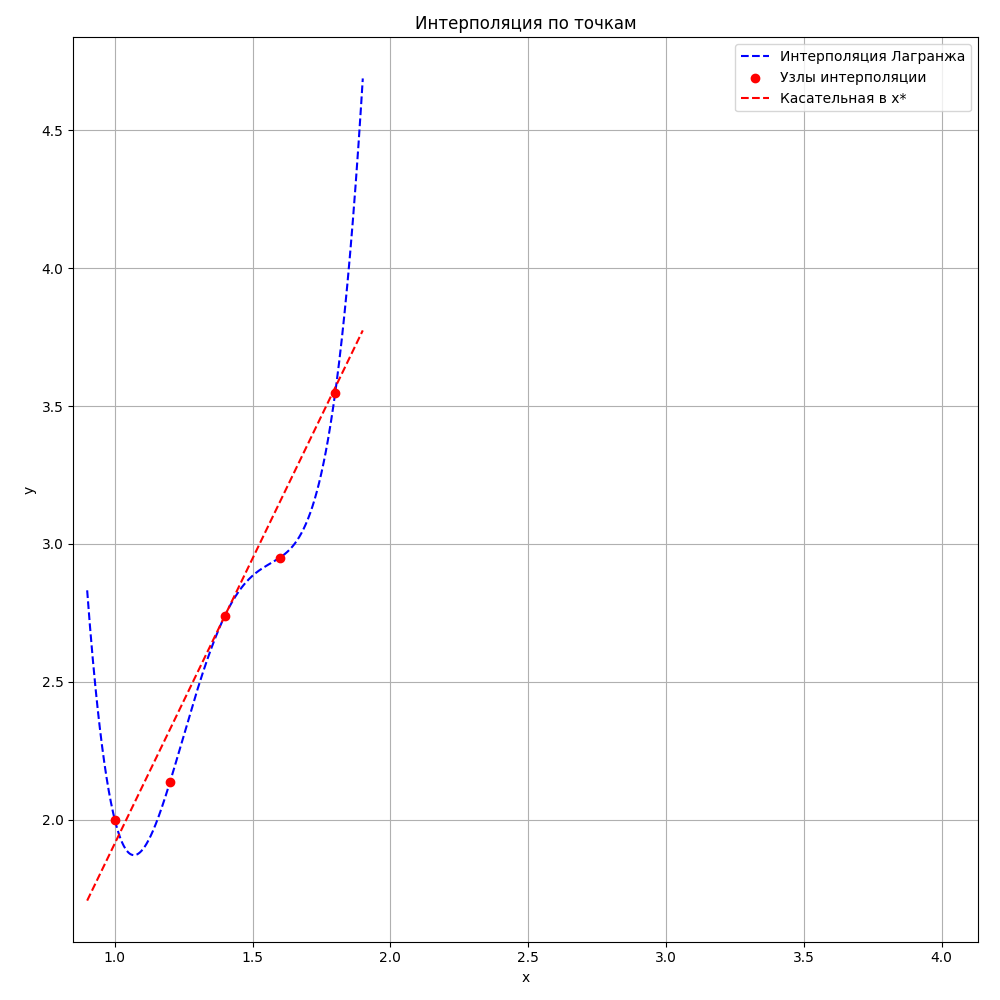 Интерполяция по точкам
Интерполяция Лагранжа
Узлы интерполяции
Касательная в x*
4.5
4.0
3.5
3.0
2.5
2.0
y
1.0 1.5 2.0 2.5 3.0 3.5 4.0
x